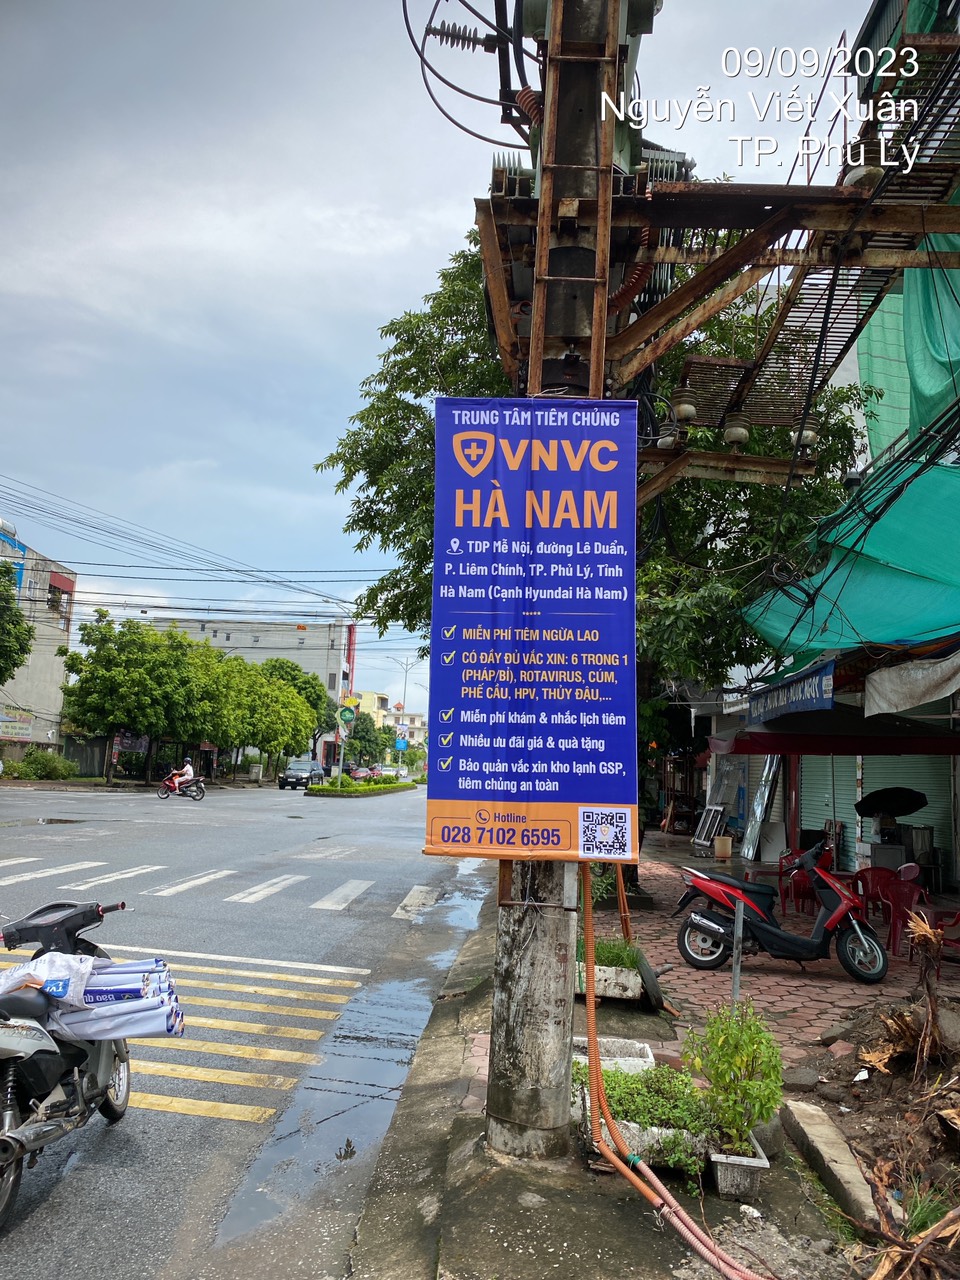 09/09/2023
Nguyễn Viết Xuân
TP. Phủ Lý
TRUNG TÂM TIÊM CHỦNG
VNVC
HÀ NAM
TDP Mễ Nội, đường Lê Duẩn,
P. Liêm Chính, TP. Phủ Lý, Tỉnh
Hà Nam (Cạnh Hyundai Hà Nam)
MIỄN PHÍ TIÊM NGỪA LAO
CÓ ĐẦY ĐỦ VẮC XIN: 6 TRONG 1
(PHÁP/BỈ), ROTAVIRUS, CÚM,
PHẾ CẦU, HPV, THỦY ĐẬU,...
Miễn phí khám & nhắc lịch tiêm
Nhiều ưu đãi giá & quà tặng
Bảo quản vắc xin kho lạnh GSP,
tiêm chủng an toàn
Hotline
028 7102 6595